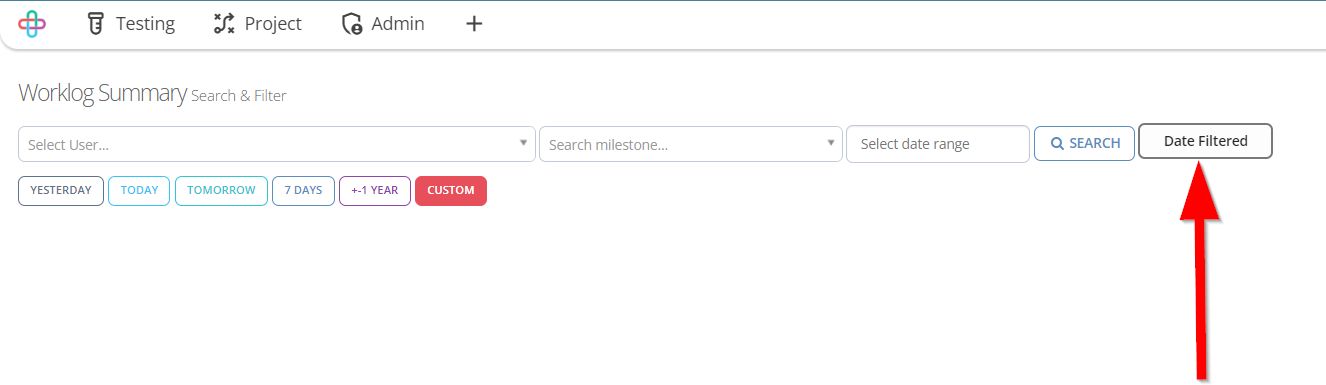 Testing Project Admin +
Worklog Summary Search & Filter
Select User... Search milestone... Select date range SEARCH Date Filtered
YESTERDAY TODAY TOMORROW 7 DAYS +-1 YEAR CUSTOM